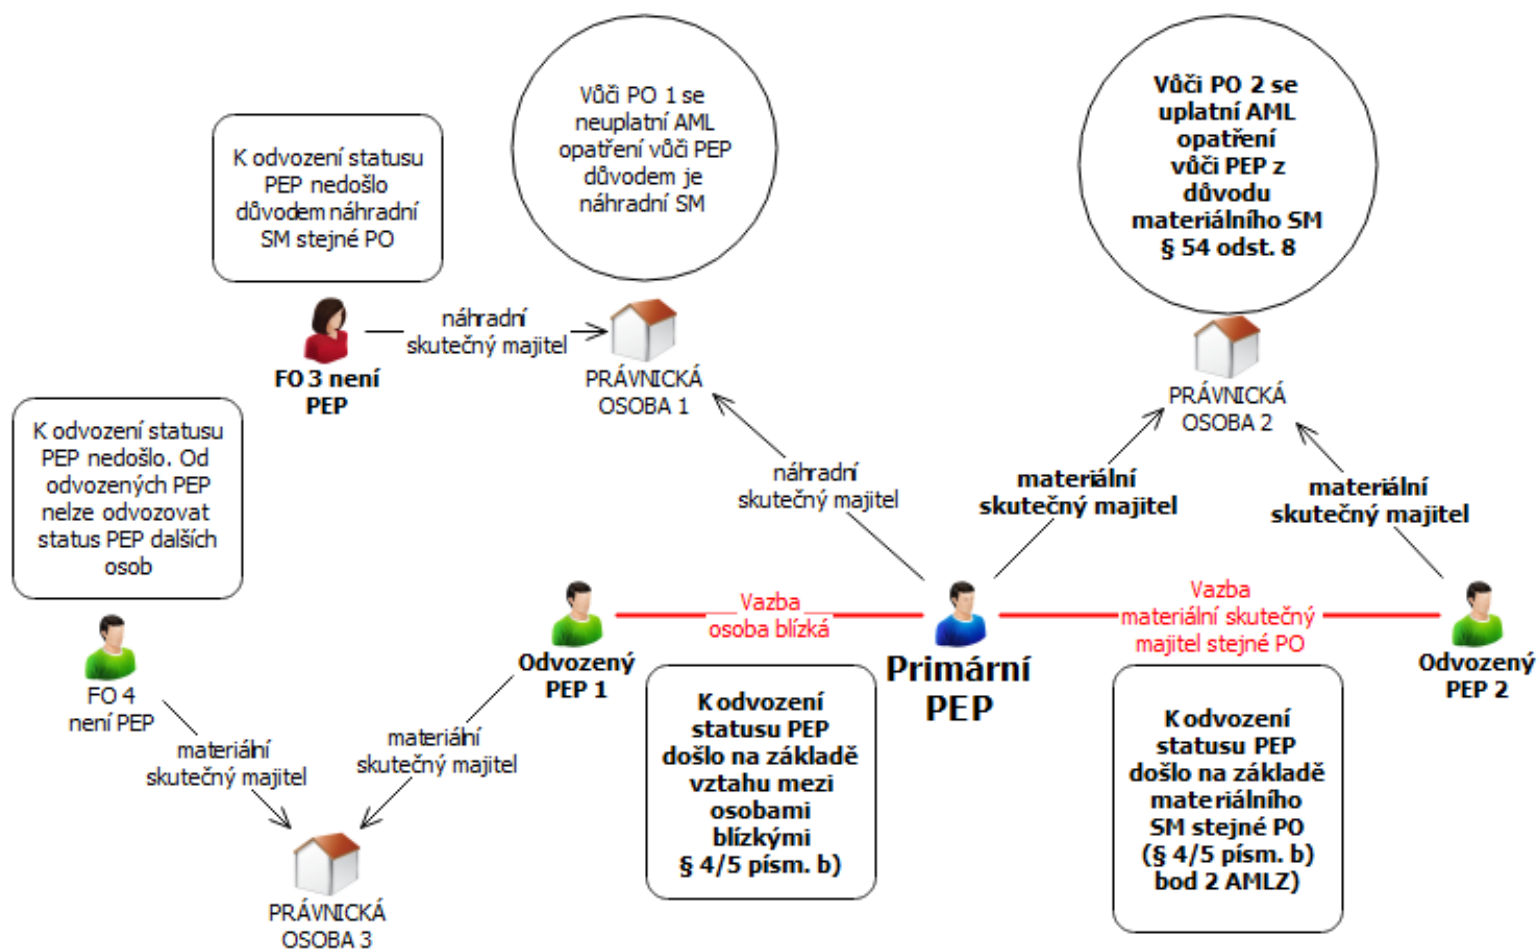 Vůči PO 1 se
neuplatní AML
opatření vůči PEP
důvodem je
náhradní SM
Vůči PO 2 se
uplatní AML
opatření
vůči PEP z
důvodu
materiálního SM
§ 54 odst. 8
K odvození statusu
PEP nedošlo
důvodem náhradní
SM stejné PO
náhradní
skutečný majitel
FO 3 není
PEP
PRÁVNICKÁ
OSOBA 1
PRÁVNICKÁ
OSOBA 2
K odvození statusu
PEP nedošlo. Od
odvozených PEP
nelze odvozovat
status PEP dalších
osob
náhradní
skutečný majitel
materiální
skutečný majitel
materiální
skutečný majitel
Vazba
osoba blízká
Vazba
materiální skutečný
majitel stejné PO
FO 4
není PEP
Odvozený
PEP 1
Primární
PEP
Odvozený
PEP 2
materiální
skutečný majitel
materiální
skutečný majitel
K odvození
statusu PEP
došlo na základě
vztahu mezi
osobami
blízkými
§ 4/5 písm. b)
K odvození
statusu PEP
došlo na základě
materiálního
SM stejné PO
(§ 4/5 písm. b)
bod 2 AMLZ)
PRÁVNICKÁ
OSOBA 3